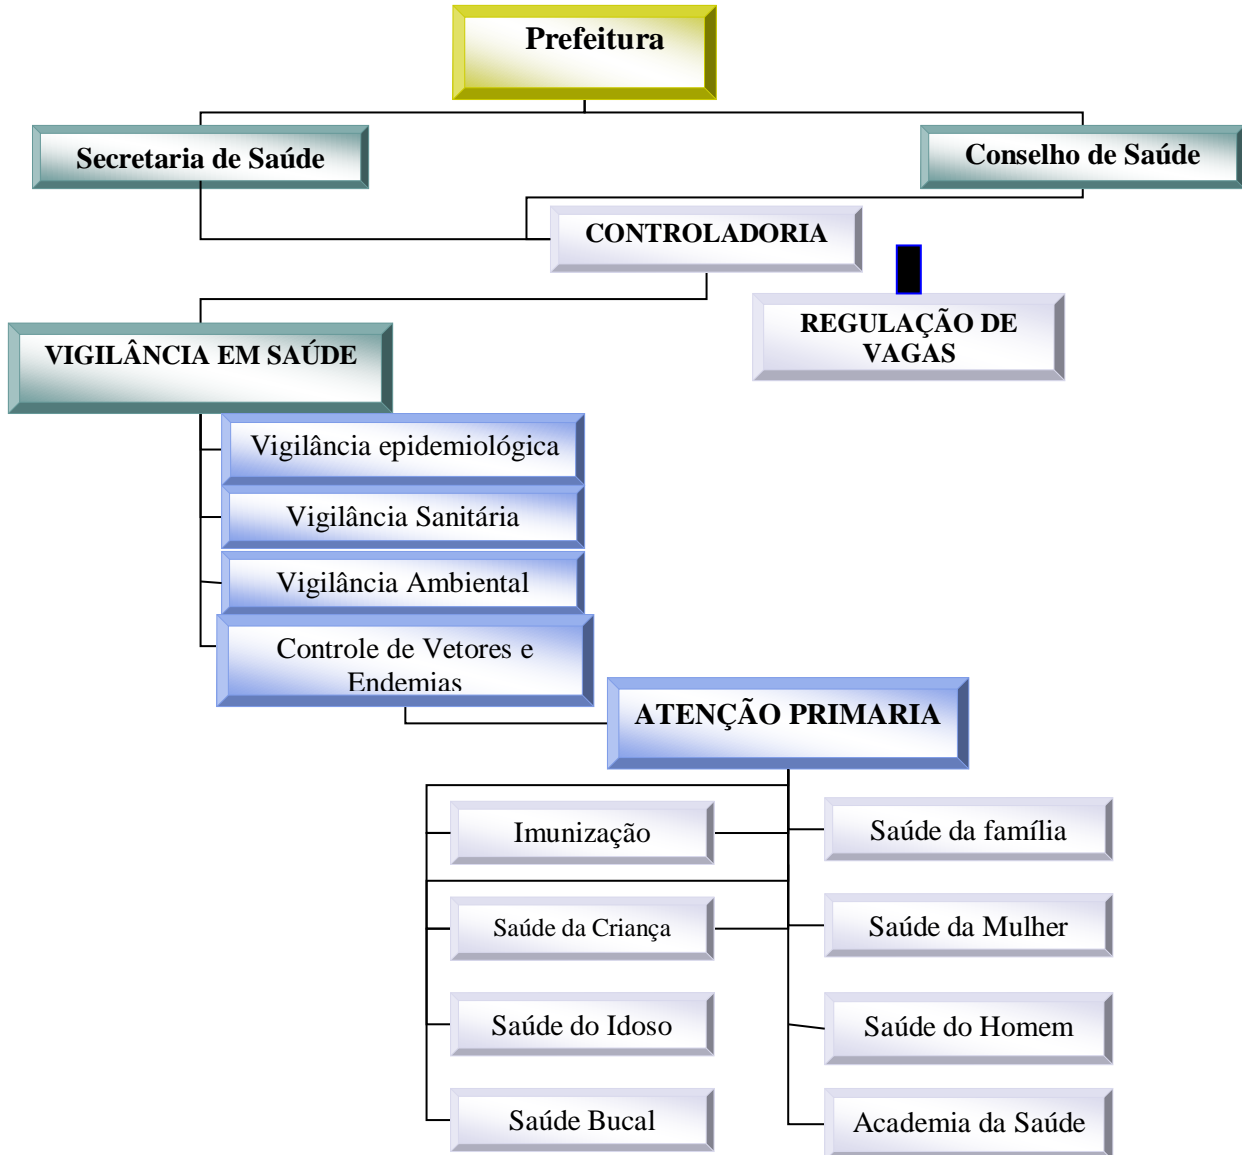 Prefeitura
Secretaria de Saúde
Conselho de Saúde
CONTROLADORIA
REGULAÇÃO DE
VAGAS
VIGILÂNCIA EM SAÚDE
Vigilância epidemiológica
Vigilância Sanitária
Vigilância Ambiental
Controle de Vetores e
Endemias
ATENÇÃO PRIMARIA
Imunização
Saúde da família
Saúde da Criança
Saúde da Mulher
Saúde do Idoso
Saúde do Homem
Saúde Bucal
Academia da Saúde